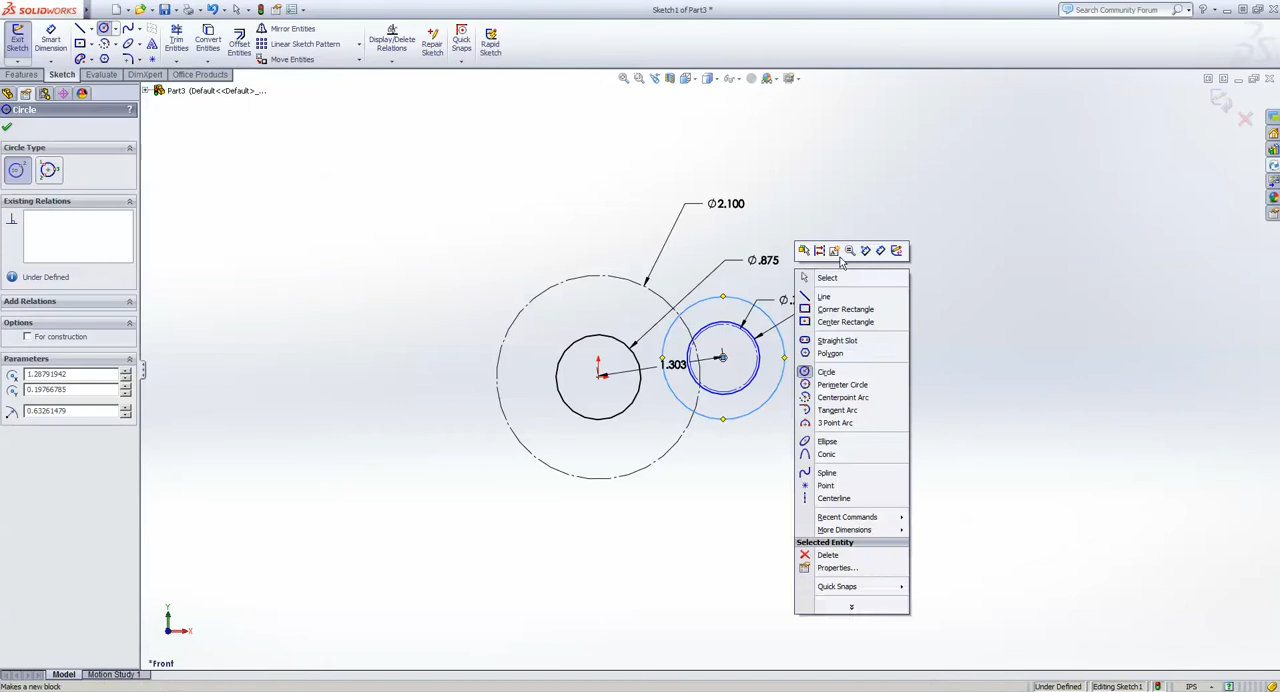 SOLIDWORKS
Sketch1 of Part3 *
Search Community Forum
Exit Sketch
Smart Dimension
Trim Entities
Convert Entities
Offset Entities
Mirror Entities
Linear Sketch Pattern
Move Entities
Display/Delete Relations
Repair Sketch
Quick Snaps
Rapid Sketch
Features
Sketch
Evaluate
DimXpert
Office Products
Part3 (Default<<Default>_...
Circle
?
Circle Type
Existing Relations
Under Defined
Add Relations
Options
For construction
Parameters
1.28791942
0.19766785
0.63261479
Ø2.100
Ø.875
1.303
Select
Line
Corner Rectangle
Center Rectangle
Straight Slot
Polygon
Circle
Perimeter Circle
Centerpoint Arc
Tangent Arc
3 Point Arc
Ellipse
Conic
Spline
Point
Centerline
Recent Commands
More Dimensions
Selected Entity
Delete
Properties...
Quick Snaps
Y
X
*Front
Model
Motion Study 1
Makes a new block
Under Defined
Editing Sketch1
IPS